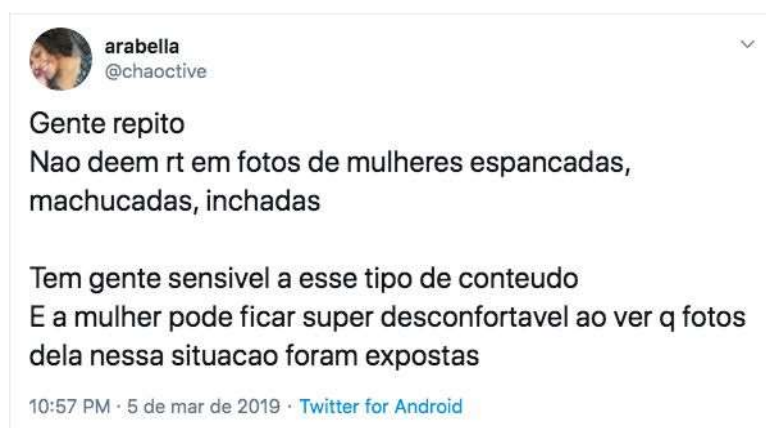 arabella
@chaoctive
Gente repito
Nao deem rt em fotos de mulheres espancadas,
machucadas, inchadas
Tem gente sensivel a esse tipo de conteudo
E a mulher pode ficar super desconfortavel ao ver q fotos
dela nessa situacao foram expostas
10:57 PM · 5 de mar de 2019 · Twitter for Android